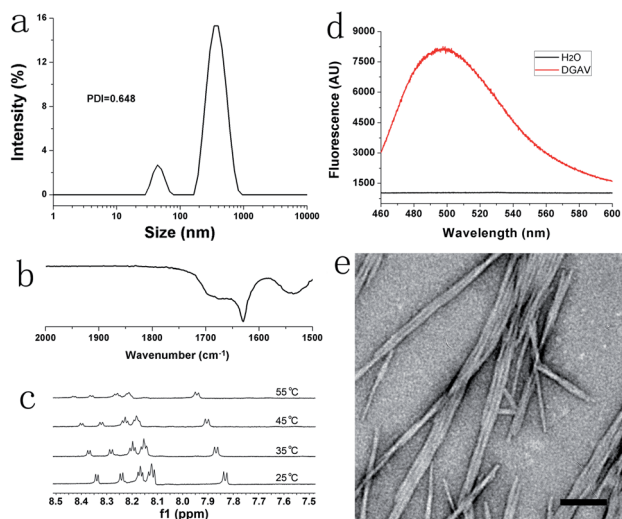 a
16
12
8
4
0
Intensity (%)
PDI=0.648
1 10 100 1000 10000
Size (nm)
d
9000
7500
6000
4500
3000
1500
Fluorescence (AU)
H2O
DGAV
460 480 500 520 540 560 580 600
Wavelength (nm)
b
2000 1900 1800 1700 1600 1500
Wavenumber (cm-1)
c
55℃
45℃
35℃
25℃
8.5 8.4 8.3 8.2 8.1 8.0 7.9 7.8 7.7 7.6 7.5
f1 (ppm)
e